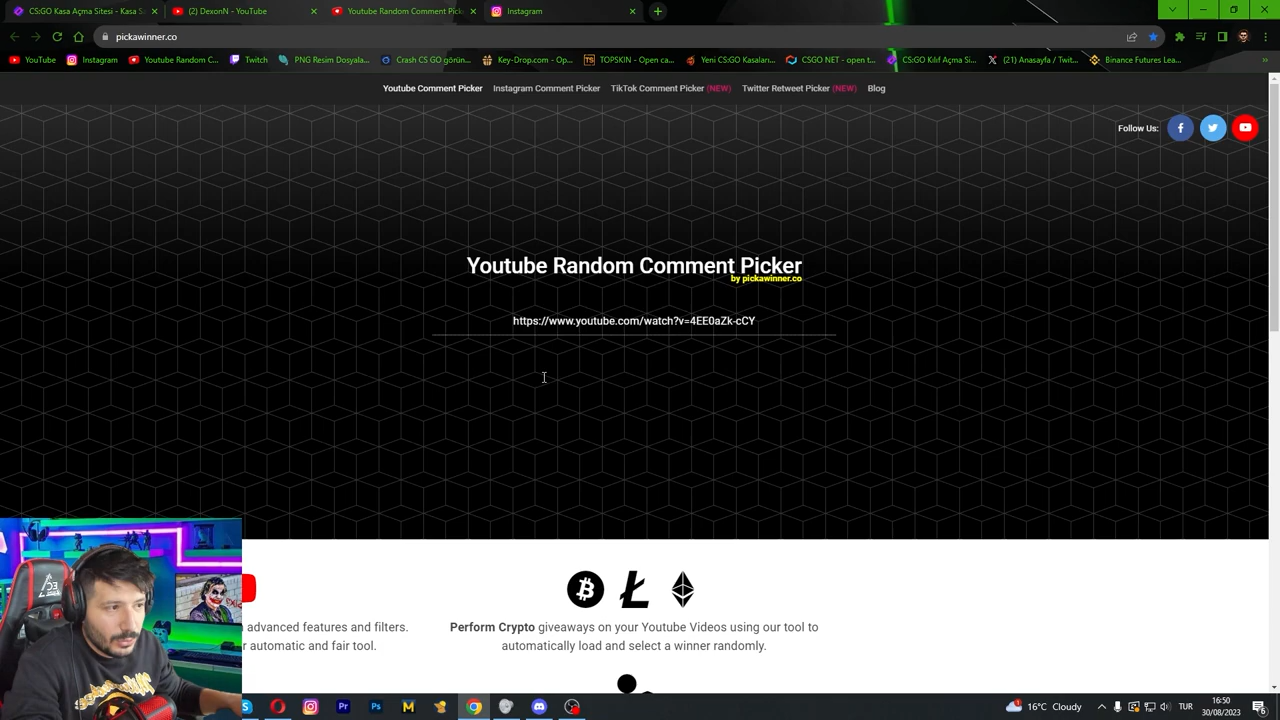 CS:GO Kasa Açma Sitesi - Kasa S
(2) DexonN - YouTube
Youtube Random Comment Picker
Instagram
pickawinner.co
YouTube
Instagram
Youtube Random C...
Twitch
PNG Resim Dosyala...
Crash CS GO görün...
Key-Drop.com - Op...
TOPSKIN - Open ca...
Yeni CS:GO Kasaları...
CSGO NET - open t...
CS:GO Kılıf Açma Si...
(21) Anasayfa / Twit...
Binance Futures Lea...
Youtube Comment Picker
Instagram Comment Picker
TikTok Comment Picker (NEW)
Twitter Retweet Picker (NEW)
Blog
Follow Us:
Youtube Random Comment Picker
by pickawinner.co
https://www.youtube.com/watch?v=4EE0aZk-cCY
advanced features and filters.
r automatic and fair tool.
Perform Crypto giveaways on your Youtube Videos using our tool to
automatically load and select a winner randomly.
16°C Cloudy
TUR
16:50
30/08/2023